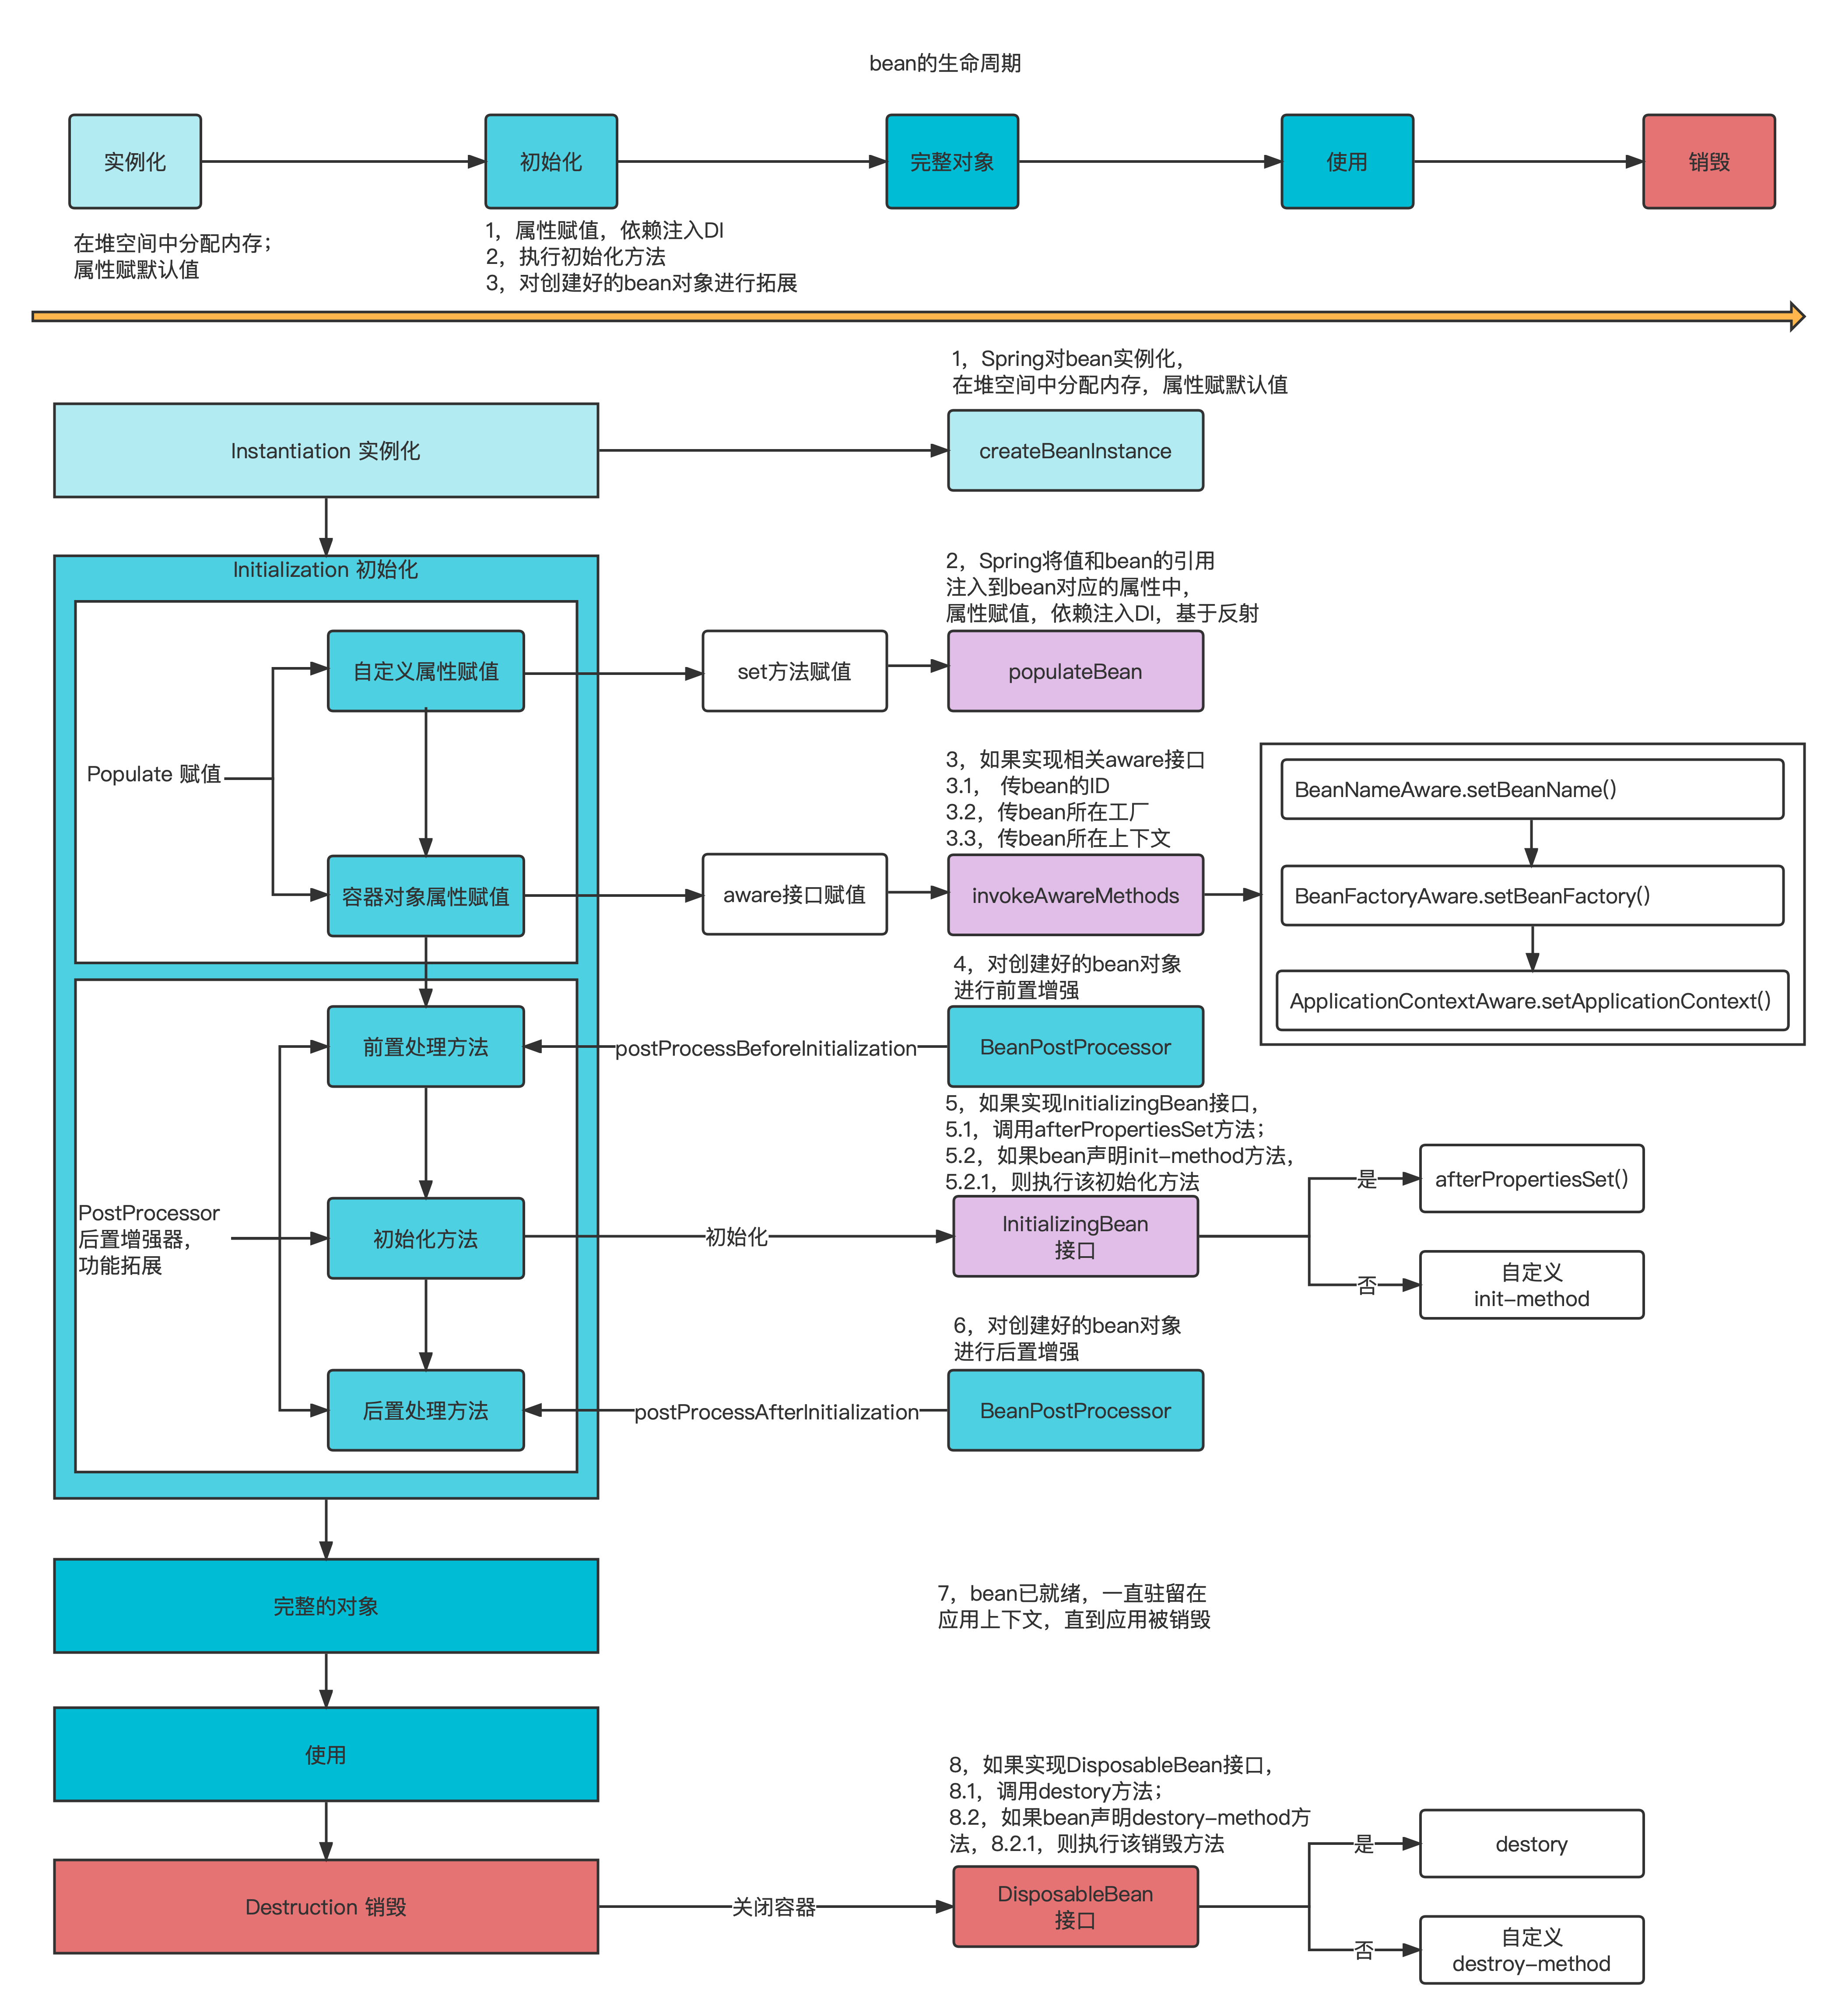 bean的生命周期
实例化
初始化
完整对象
使用
销毁
在堆空间中分配内存；
属性赋默认值
1，属性赋值，依赖注入DI
2，执行初始化方法
3，对创建好的bean对象进行拓展
1，Spring对bean实例化，
在堆空间中分配内存，属性赋默认值
Instantiation 实例化
createBeanInstance
Initialization 初始化
2，Spring将值和bean的引用
注入到bean对应的属性中，
属性赋值，依赖注入DI，基于反射
自定义属性赋值
set方法赋值
populateBean
Populate 赋值
3，如果实现相关aware接口
3.1， 传bean的ID
3.2，传bean所在工厂
3.3，传bean所在上下文
容器对象属性赋值
aware接口赋值
invokeAwareMethods
BeanNameAware.setBeanName()
BeanFactoryAware.setBeanFactory()
ApplicationContextAware.setApplicationContext()
4，对创建好的bean对象
进行前置增强
前置处理方法
postProcessBeforeInitialization
BeanPostProcessor
5，如果实现InitializingBean接口，
5.1，调用afterPropertiesSet方法；
5.2，如果bean声明init-method方法，
5.2.1，则执行该初始化方法
PostProcessor
后置增强器，
功能拓展
初始化方法
初始化
InitializingBean
接口
是
afterPropertiesSet()
否
自定义
init-method
6，对创建好的bean对象
进行后置增强
后置处理方法
postProcessAfterInitialization
BeanPostProcessor
完整的对象
7，bean已就绪，一直驻留在
应用上下文，直到应用被销毁
使用
8，如果实现DisposableBean接口，
8.1，调用destory方法；
8.2，如果bean声明destory-method方
法，8.2.1，则执行该销毁方法
Destruction 销毁
关闭容器
DisposableBean
接口
是
destory
否
自定义
destroy-method